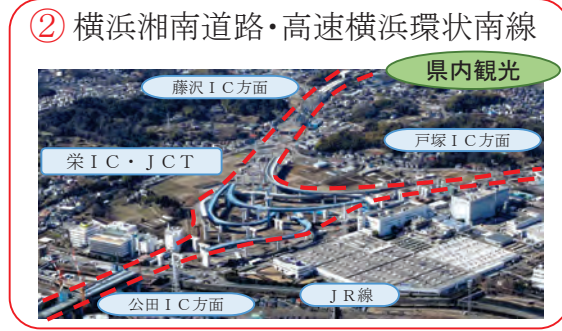 ② 横浜湘南道路・高速横浜環状南線
県内観光
藤沢ＩＣ方面
戸塚ＩＣ方面
栄ＩＣ・ＪＣＴ
公田ＩＣ方面
ＪＲ線